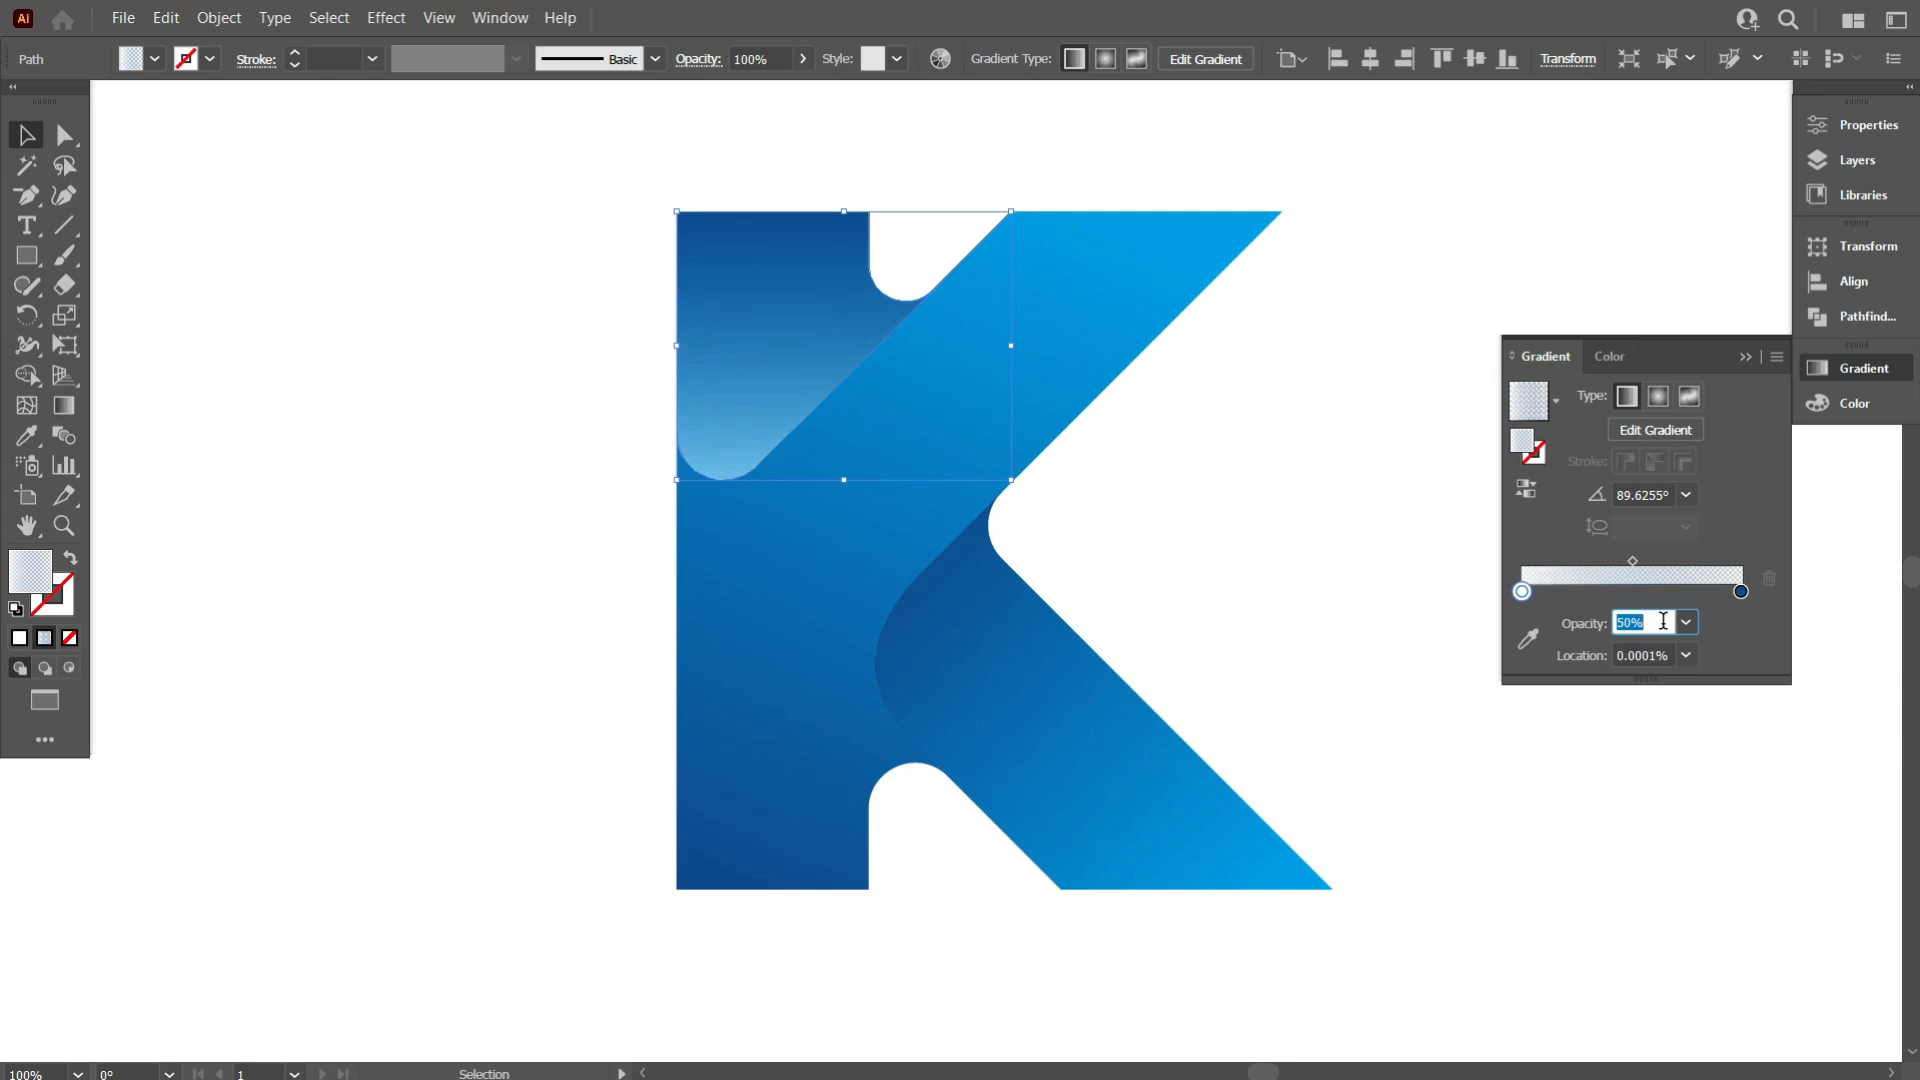 Ai File Edit Object Type Select Effect View Window Help
Path Stroke: Basic Opacity: 100% Style: Gradient Type: Edit Gradient Transform
Properties
Layers
Libraries
Transform
Align
Pathfind...
Gradient
Color
Gradient Color
Type:
Edit Gradient
Stroke:
89.6255°
Opacity: 50%
Location: 0.0001%
100% 0° 1 Selection